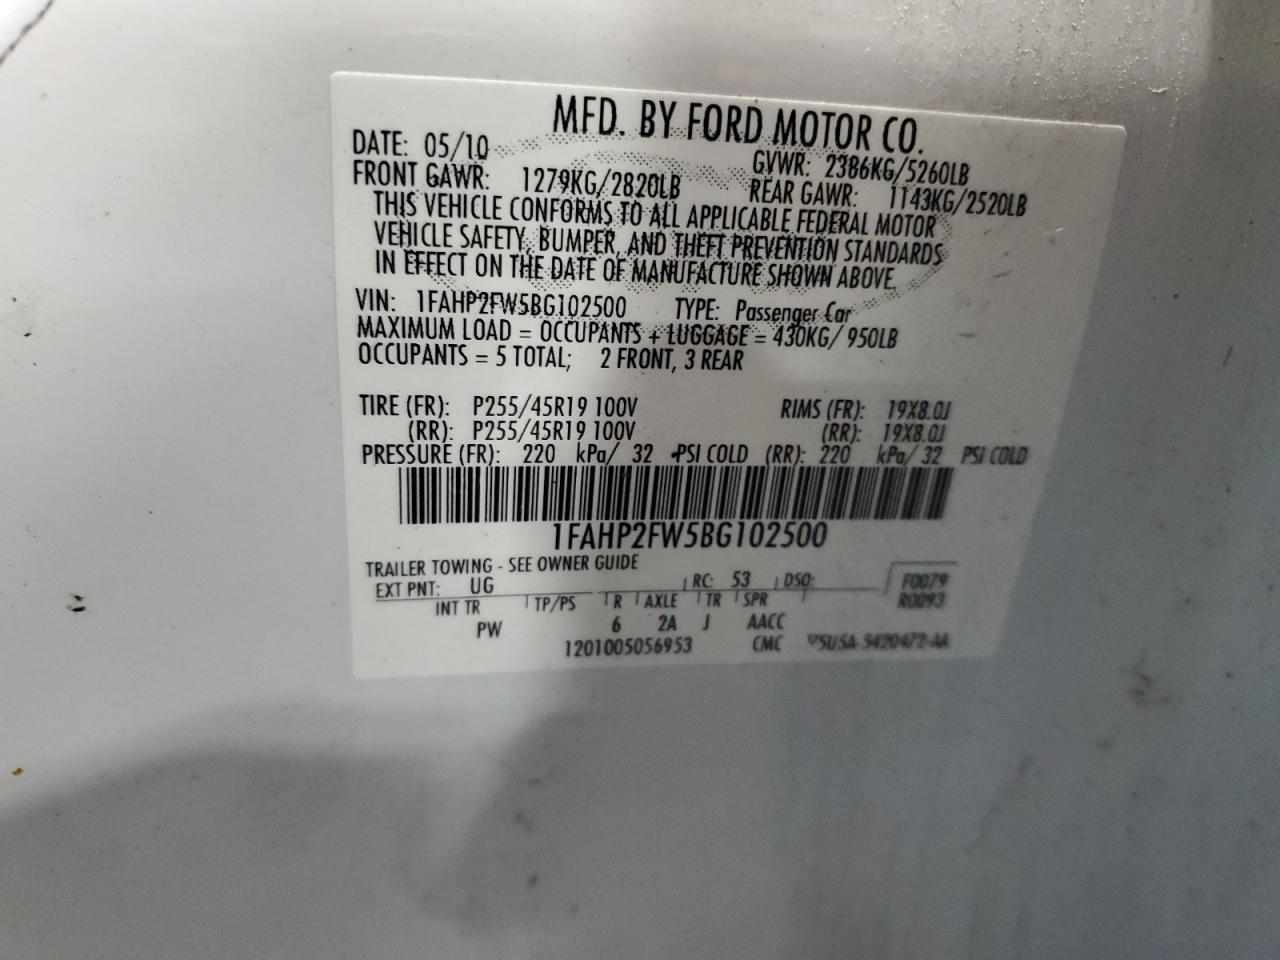 MFD. BY FORD MOTOR CO.
DATE: 05/10 GVWR: 2386KG/5260LB
FRONT GAWR: 1279KG/2820LB REAR GAWR: 1143KG/2520LB
THIS VEHICLE CONFORMS TO ALL APPLICABLE FEDERAL MOTOR
VEHICLE SAFETY, BUMPER, AND THEFT PREVENTION STANDARDS
IN EFFECT ON THE DATE OF MANUFACTURE SHOWN ABOVE.
VIN: 1FAHP2FW5BG102500 TYPE: Passenger Car
MAXIMUM LOAD = OCCUPANTS + LUGGAGE = 430KG/ 950LB
OCCUPANTS = 5 TOTAL; 2 FRONT, 3 REAR
TIRE (FR): P255/45R19 100V RIMS (FR): 19X8.0J
(RR): P255/45R19 100V (RR): 19X8.0J
PRESSURE (FR): 220 kPa/ 32 PSI COLD (RR): 220 kPa/ 32 PSI COLD
1FAHP2FW5BG102500
TRAILER TOWING - SEE OWNER GUIDE
EXT PNT: UG RC: 53 DSO: F0079
INT TR TP/PS R AXLE TR SPR R0093
PW 6 2A J AACC
1201005056953 CMC